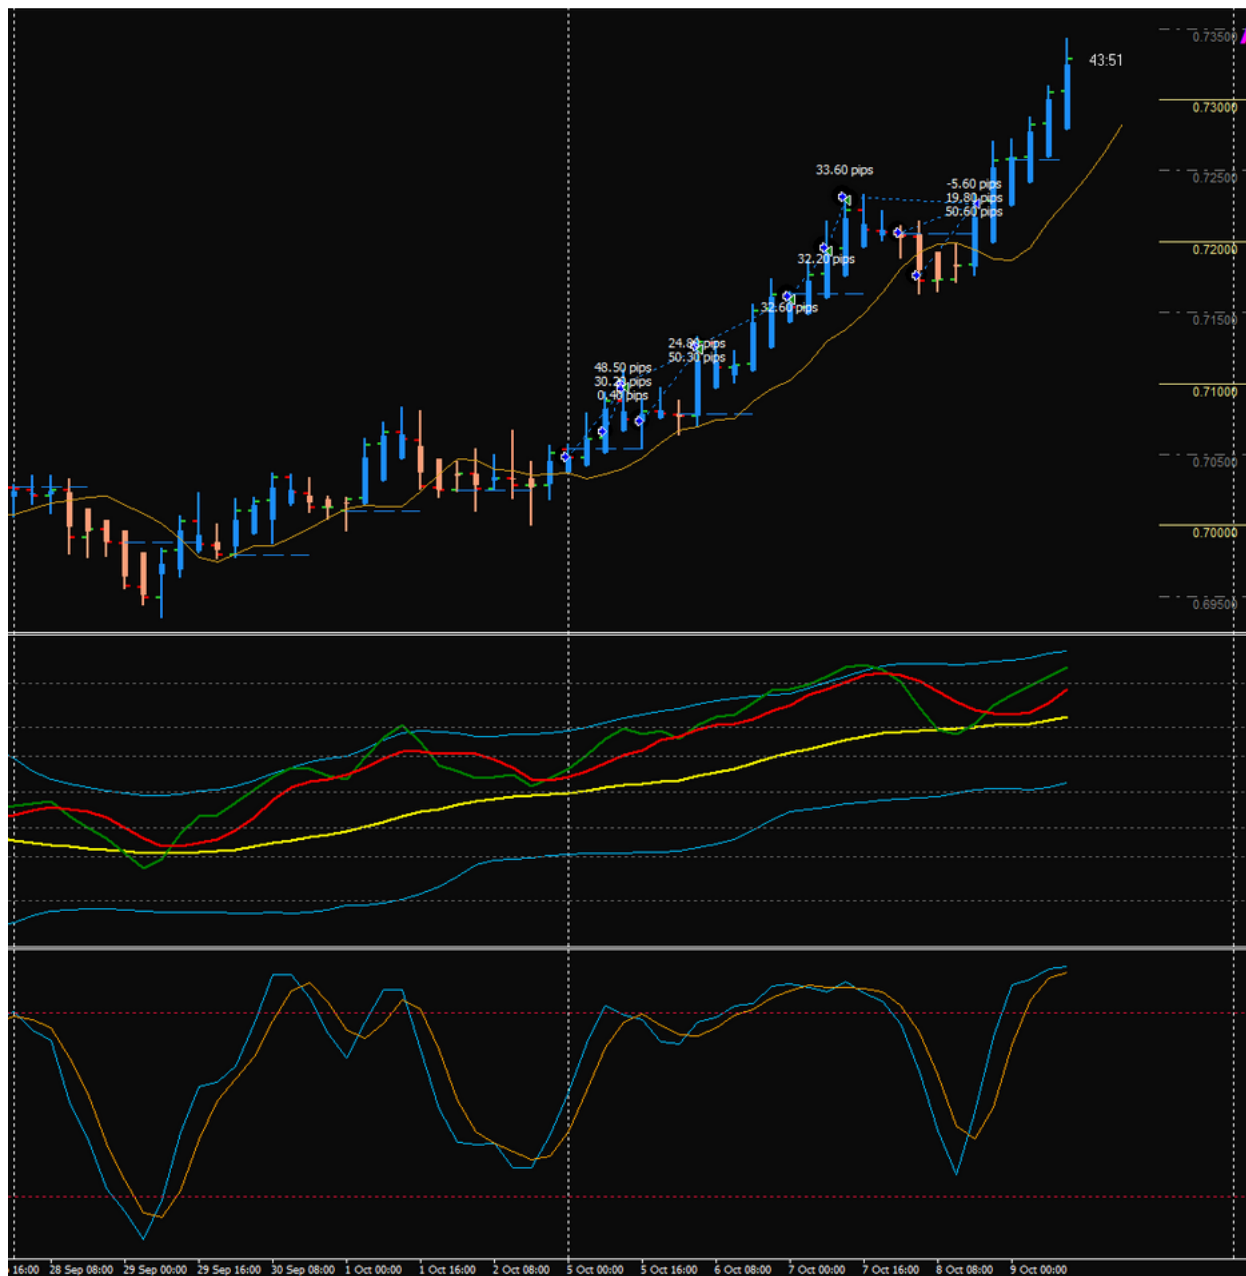 0.73500
43:51
0.73000
33.60 pips
0.72500
-5.60 pips
19.80 pips
50.60 pips
0.72000
32.20 pips
32.60 pips
0.71500
24.80 pips
50.30 pips
48.50 pips
30.20 pips
0.40 pips
0.71000
0.70500
0.70000
0.69500
16:00 28 Sep 08:00 29 Sep 00:00 29 Sep 16:00 30 Sep 08:00 1 Oct 00:00 1 Oct 16:00 2 Oct 08:00 5 Oct 00:00 5 Oct 16:00 6 Oct 08:00 7 Oct 00:00 7 Oct 16:00 8 Oct 08:00 9 Oct 00:00